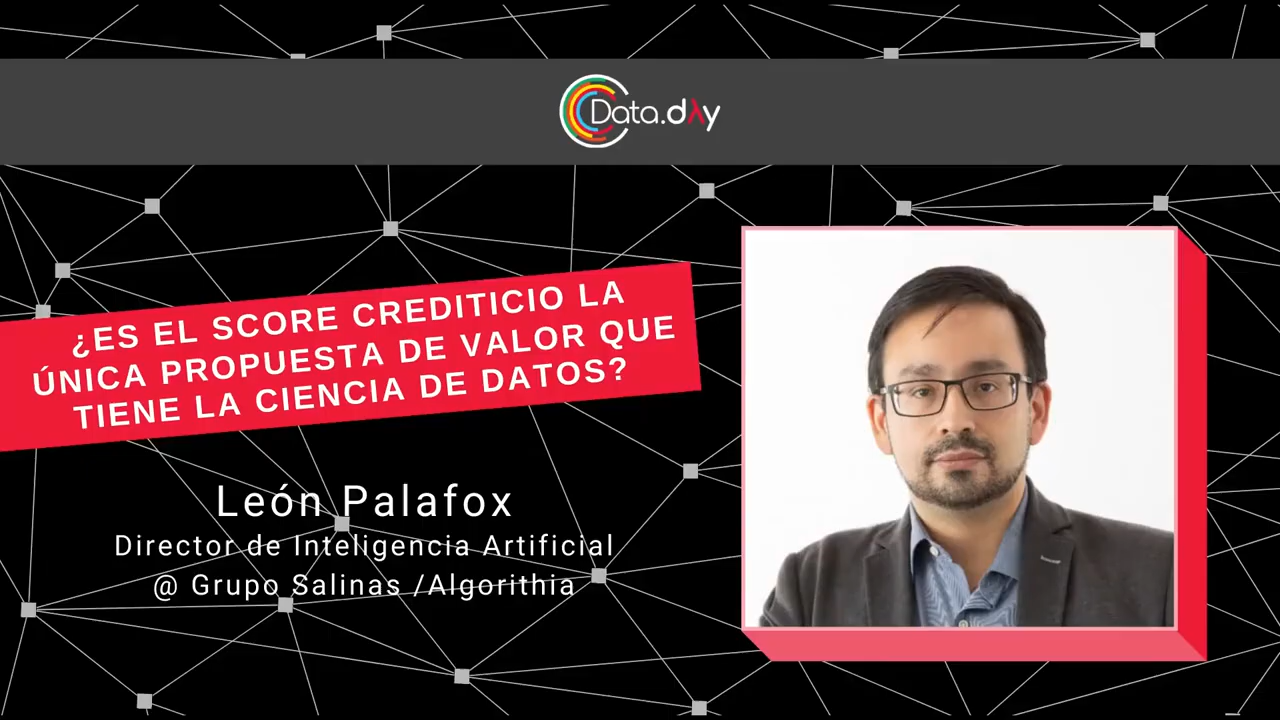 Data.dλy
¿ES EL SCORE CREDITICIO LA
ÚNICA PROPUESTA DE VALOR QUE
TIENE LA CIENCIA DE DATOS?
León Palafox
Director de Inteligencia Artificial
@ Grupo Salinas /Algorithia